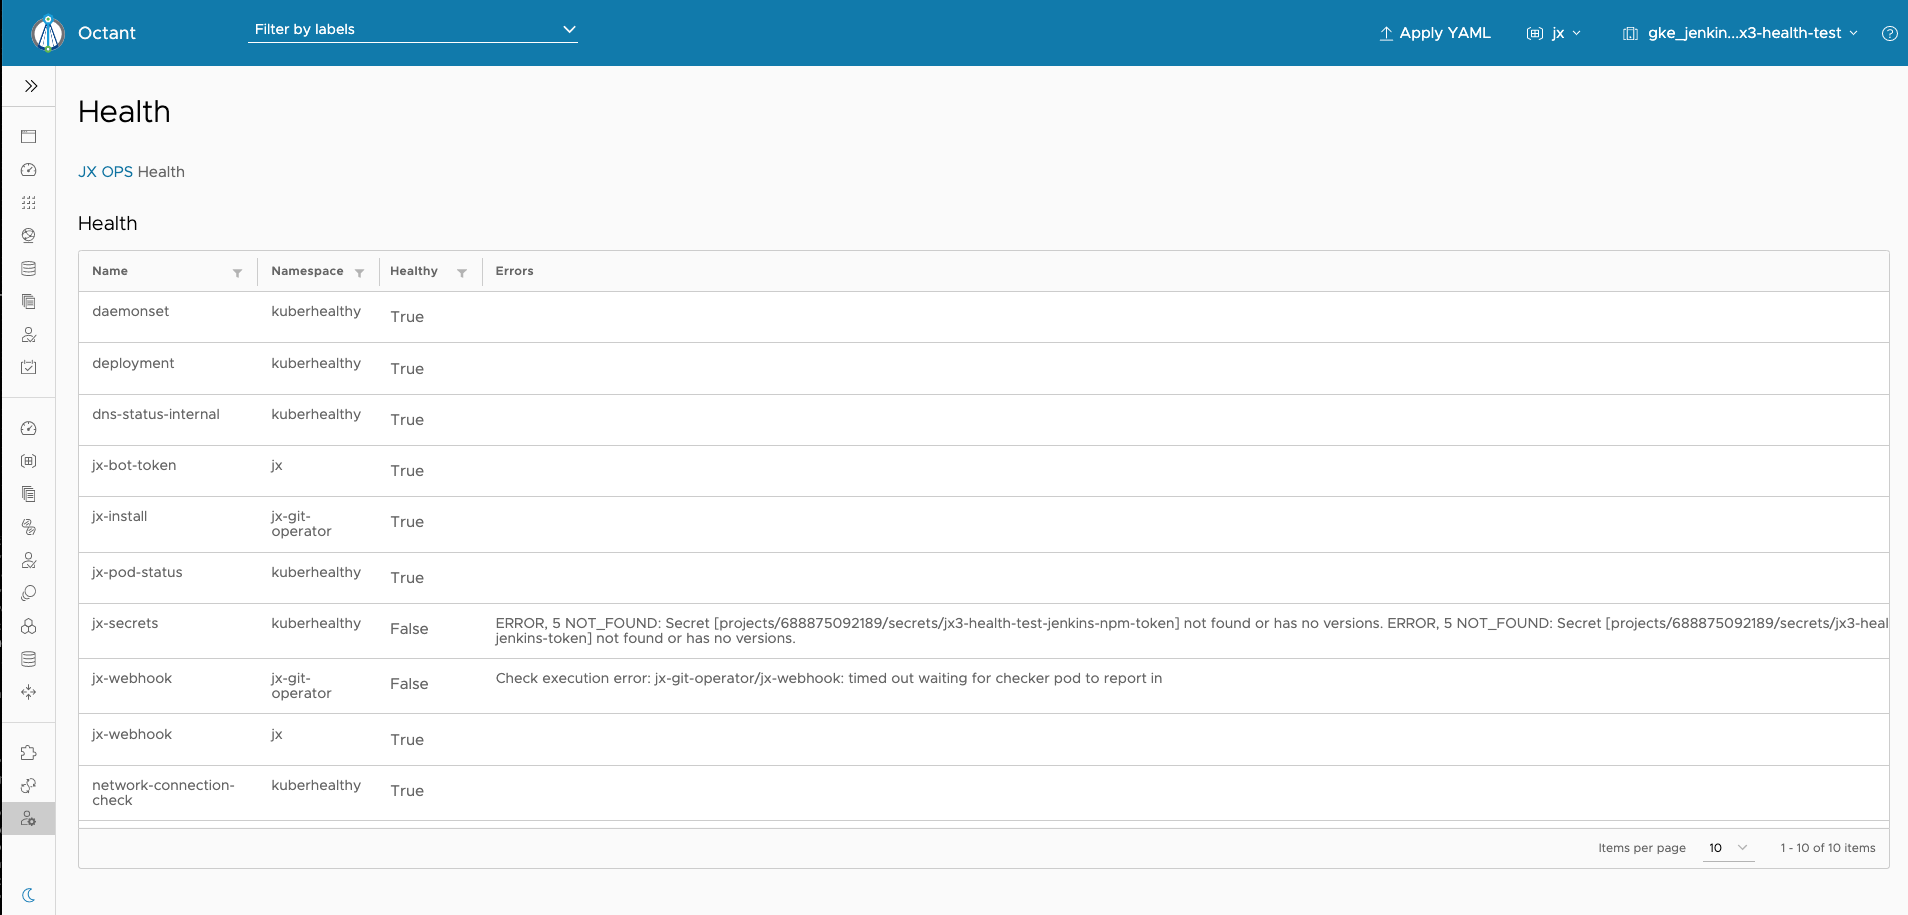 Octant
Filter by labels
Apply YAML
jx
gke_jenkin...x3-health-test
Health
JX OPS Health
Health
Name Namespace Healthy Errors
daemonset kuberhealthy True
deployment kuberhealthy True
dns-status-internal kuberhealthy True
jx-bot-token jx True
jx-install jx-git-
operator True
jx-pod-status kuberhealthy True
jx-secrets kuberhealthy False ERROR, 5 NOT_FOUND: Secret [projects/688875092189/secrets/jx3-health-test-jenkins-npm-token] not found or has no versions. ERROR, 5 NOT_FOUND: Secret [projects/688875092189/secrets/jx3-heal
jenkins-token] not found or has no versions.
jx-webhook jx-git-
operator False Check execution error: jx-git-operator/jx-webhook: timed out waiting for checker pod to report in
jx-webhook jx True
network-connection-
check kuberhealthy True
Items per page 10 1 - 10 of 10 items